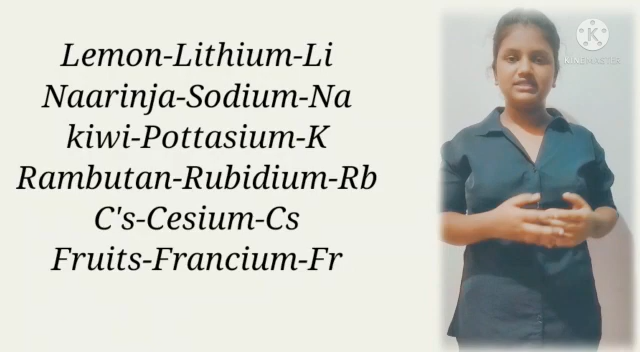 Lemon-Lithium-Li
Naarinja-Sodium-Na
kiwi-Pottasium-K
Rambutan-Rubidium-Rb
C's-Cesium-Cs
Fruits-Francium-Fr
K
KINEMASTER